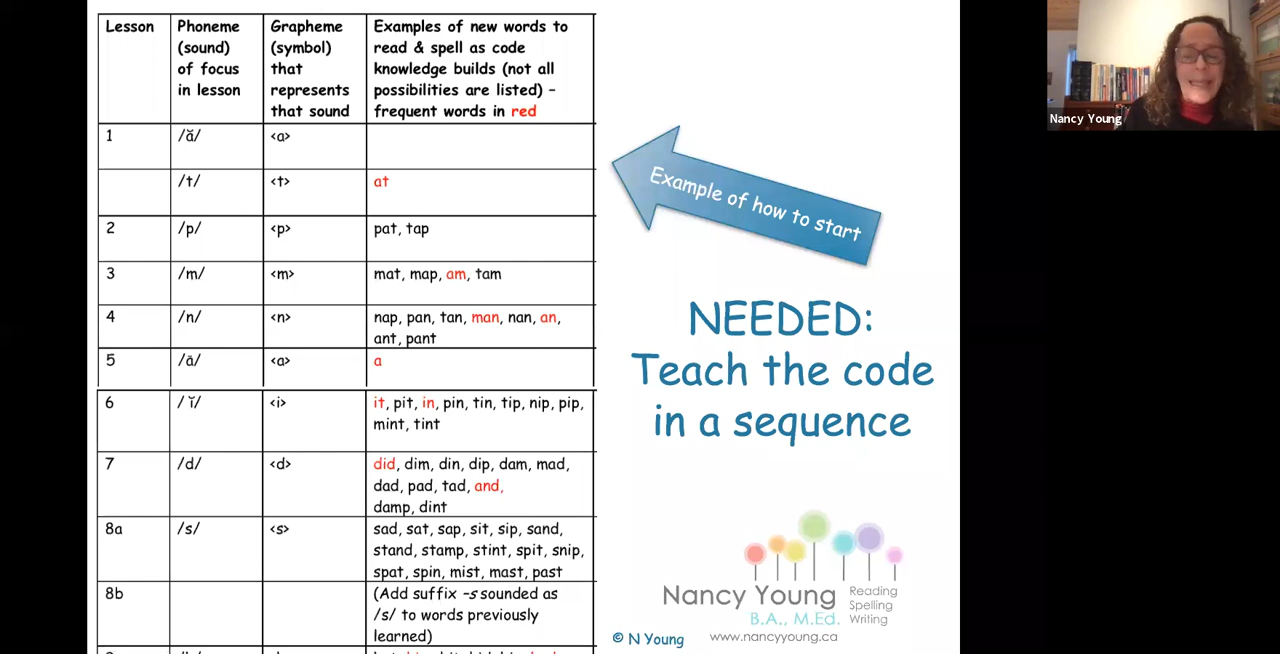 Lesson
Phoneme
(sound)
of focus
in lesson
Grapheme
(symbol)
that
represents
that sound
Examples of new words to
read & spell as code
knowledge builds (not all
possibilities are listed) –
frequent words in red
1 /ă/ <a>
/t/ <t> at
2 /p/ <p> pat, tap
3 /m/ <m> mat, map, am, tam
4 /n/ <n> nap, pan, tan, man, nan, an,
ant, pant
5 /ā/ <a> a
6 / ĭ/ <i> it, pit, in, pin, tin, tip, nip, pip,
mint, tint
7 /d/ <d> did, dim, din, dip, dam, mad,
dad, pad, tad, and,
damp, dint
8a /s/ <s> sad, sat, sap, sit, sip, sand,
stand, stamp, stint, spit, snip,
spat, spin, mist, mast, past
8b (Add suffix -s sounded as
/s/ to words previously
learned)
Example of how to start
NEEDED:
Teach the code
in a sequence
Nancy Young
B.A., M.Ed.
Reading
Spelling
Writing
© N Young
www.nancyyoung.ca
Nancy Young